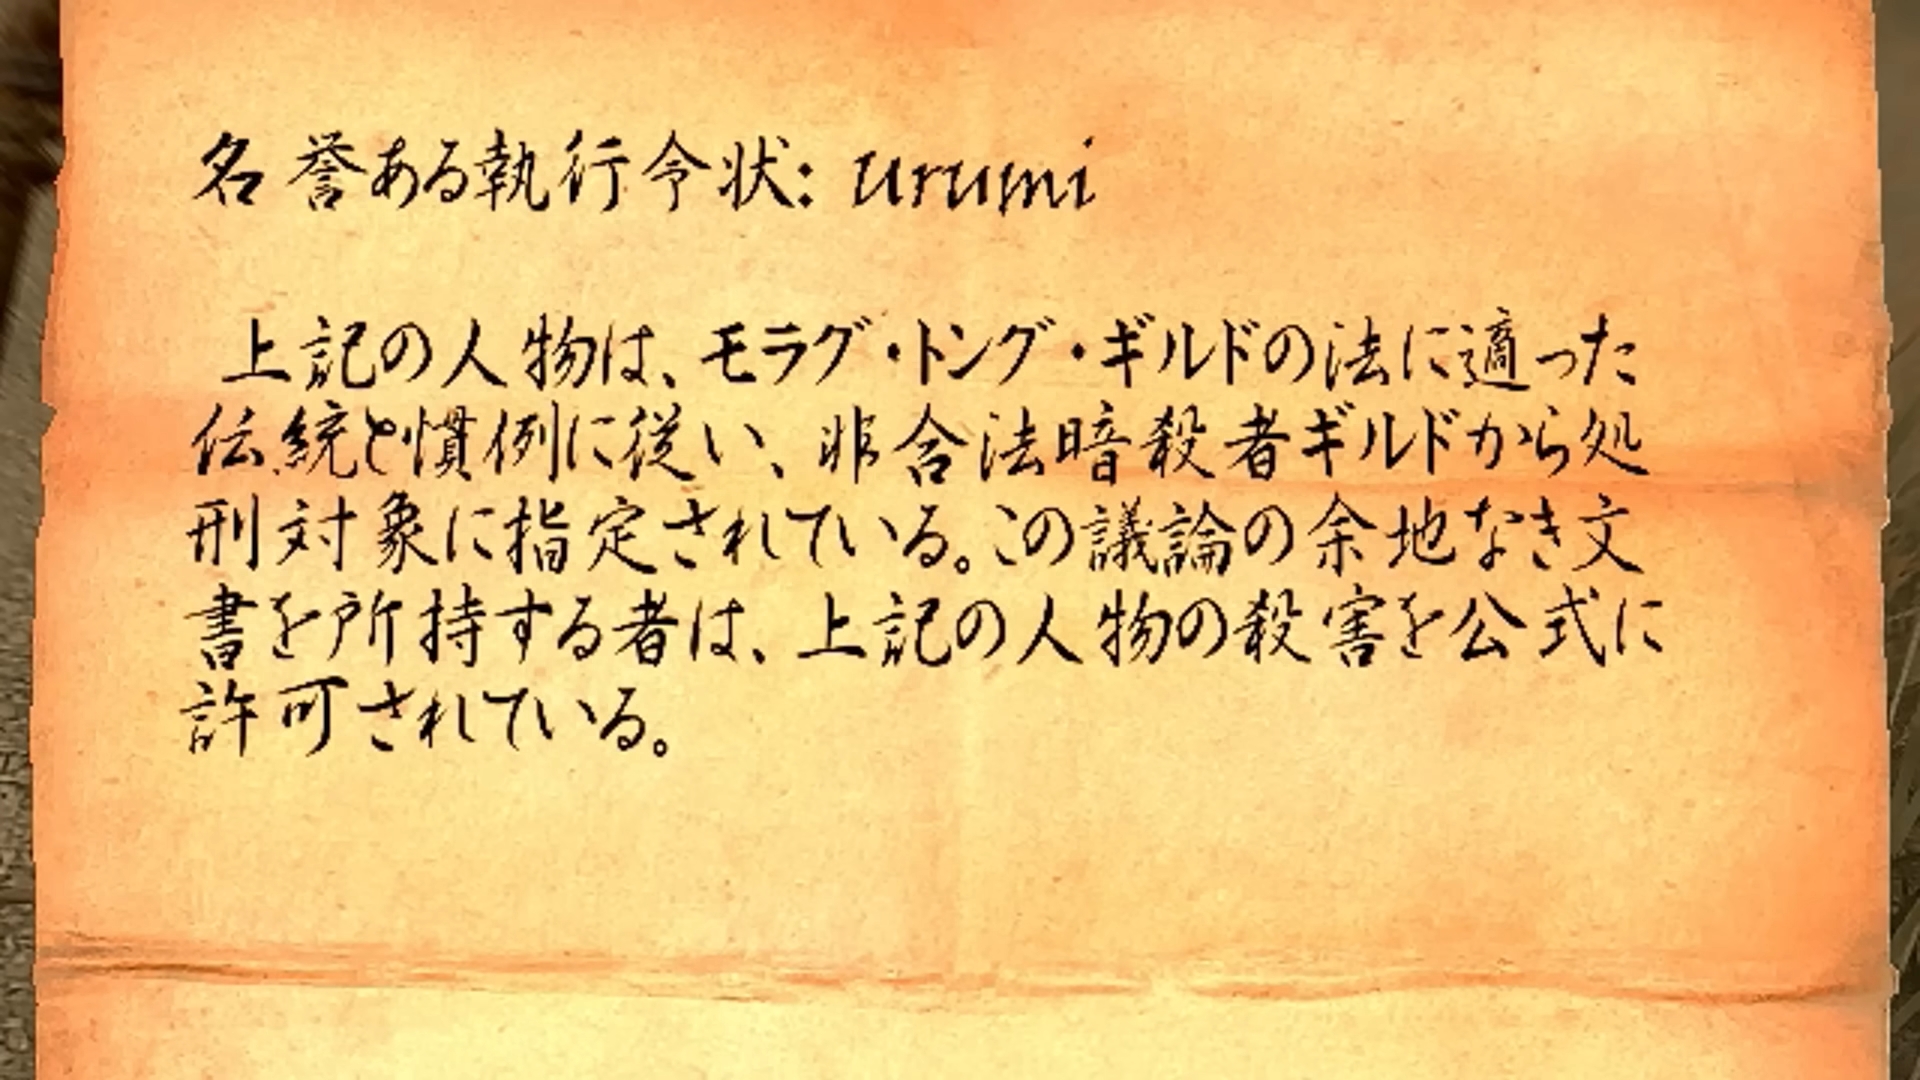 名誉ある執行令状: urumi
上記の人物は、モラグ・トング・ギルドの法に適った
伝統と慣例に従い、非合法暗殺者ギルドから処
刑対象に指定されている。この議論の余地なき文
書を所持する者は、上記の人物の殺害を公式に
許可されている。